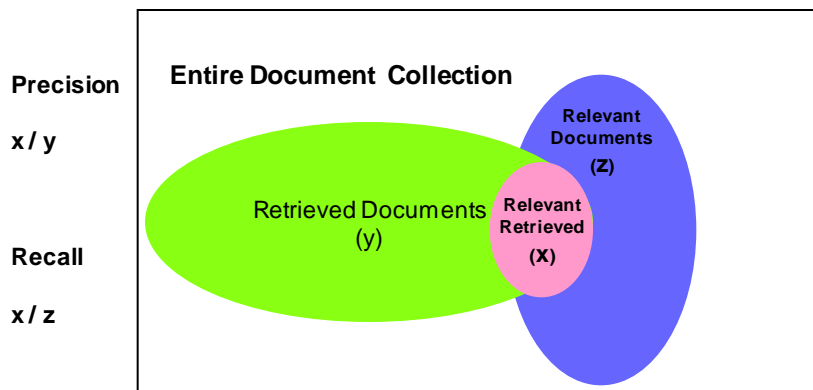 Entire Document Collection
Precision
x / y
Recall
x / z
Retrieved Documents
(y)
Relevant
Retrieved
(x)
Relevant
Documents
(z)